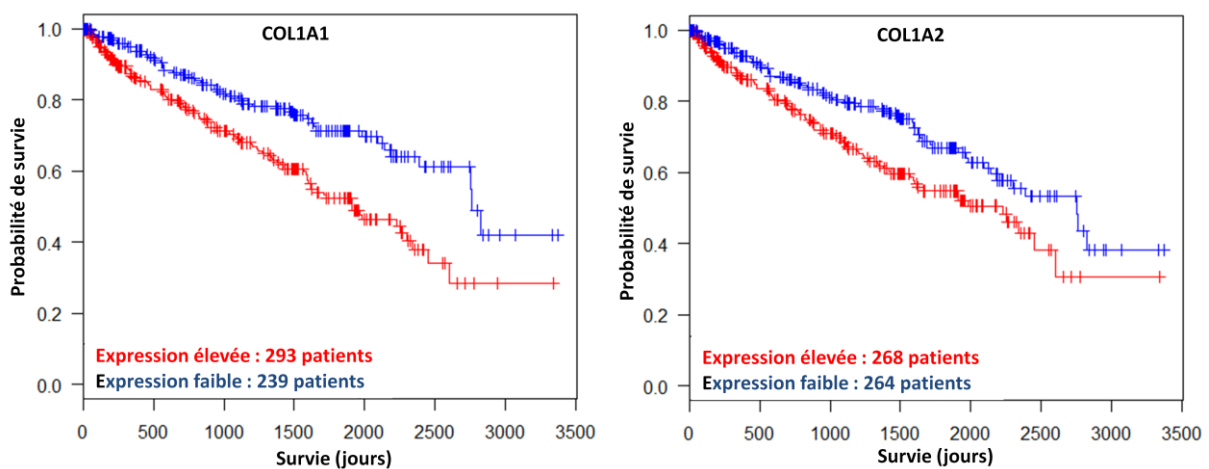 COL1A1
Probabilité de survie
1.0
0.8
0.6
0.4
0.2
0.0
Expression élevée : 293 patients
Expression faible : 239 patients
0 500 1000 1500 2000 2500 3000 3500
Survie (jours)
COL1A2
Probabilité de survie
1.0
0.8
0.6
0.4
0.2
0.0
Expression élevée : 268 patients
Expression faible : 264 patients
0 500 1000 1500 2000 2500 3000 3500
Survie (jours)